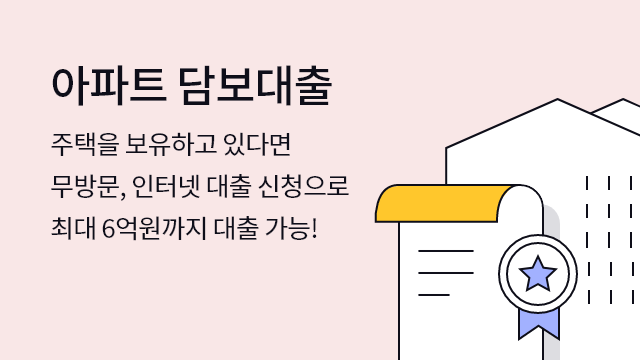 아파트 담보대출
주택을 보유하고 있다면
무방문, 인터넷 대출 신청으로
최대 6억원까지 대출 가능!